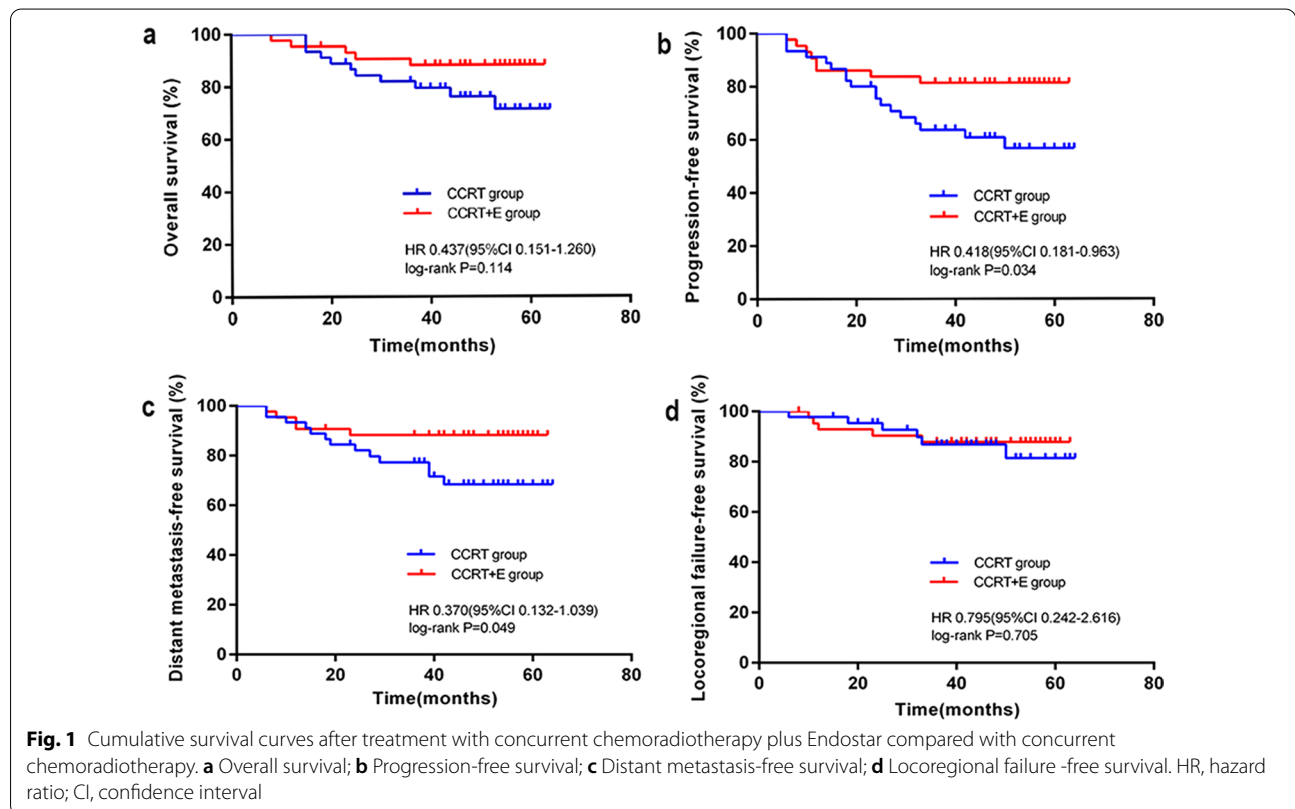 a
Overall survival (%)
100
80
60
40
20
0
CCRT group
CCRT+E group
HR 0.437(95%CI 0.151-1.260)
log-rank P=0.114
0 20 40 60 80
Time(months)
b
Progression-free survival (%)
100
80
60
40
20
0
CCRT group
CCRT+E group
HR 0.418(95%CI 0.181-0.963)
log-rank P=0.034
0 20 40 60 80
Time(months)
c
Distant metastasis-free survival (%)
100
80
60
40
20
0
CCRT group
CCRT+E group
HR 0.370(95%CI 0.132-1.039)
log-rank P=0.049
0 20 40 60 80
Time(months)
d
Locoregional failure-free survival (%)
100
80
60
40
20
0
CCRT group
CCRT+E group
HR 0.795(95%CI 0.242-2.616)
log-rank P=0.705
0 20 40 60 80
Time(months)
Fig. 1 Cumulative survival curves after treatment with concurrent chemoradiotherapy plus Endostar compared with concurrent
chemoradiotherapy. a Overall survival; b Progression-free survival; c Distant metastasis-free survival; d Locoregional failure -free survival. HR, hazard
ratio; CI, confidence interval